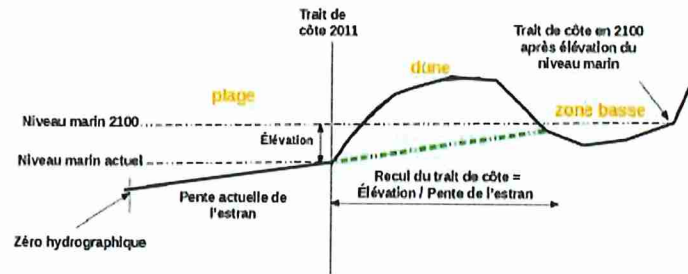 Trait de
côte 2011
Trait de côte en 2100
après élévation du
niveau marin
dune
plage
zone basse
Niveau marin 2100
Élévation
Niveau marin actuel
Recul du trait de côte =
Élévation / Pente de l'estran
Pente actuelle de
l'estran
Zéro hydrographique